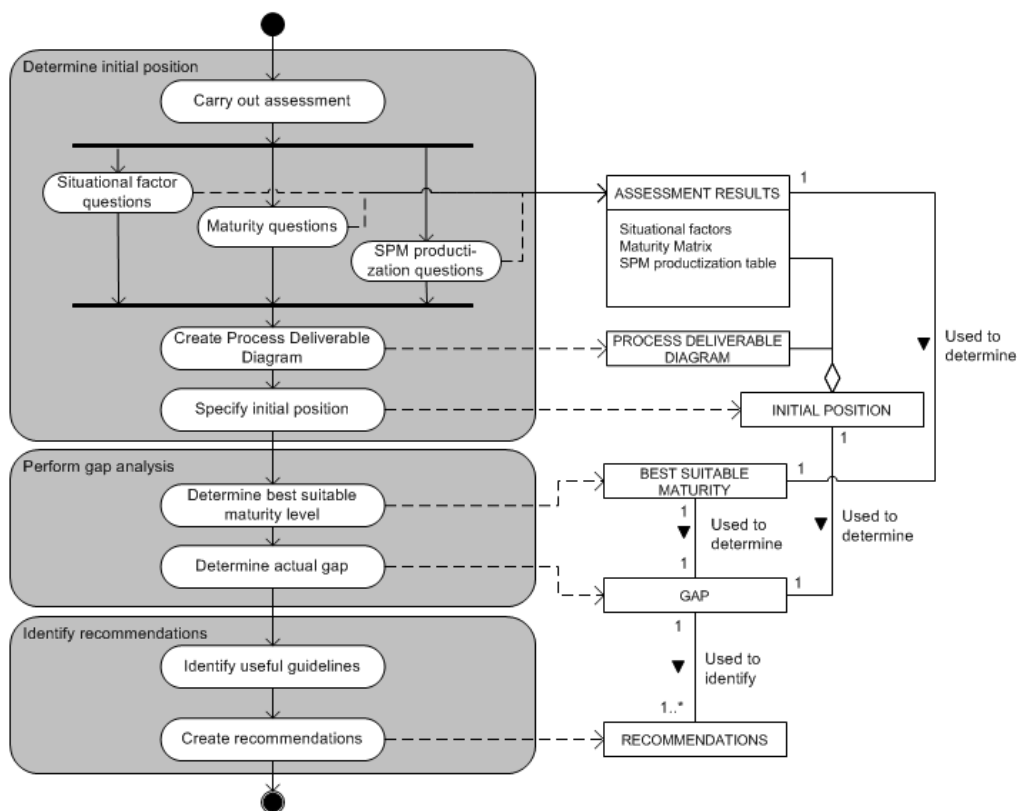 Determine initial position
Carry out assessment
Situational factor
questions
Maturity questions
SPM producti-
zation questions
Create Process Deliverable
Diagram
Specify initial position
Perform gap analysis
Determine best suitable
maturity level
Determine actual gap
Identify recommendations
Identify useful guidelines
Create recommendations
ASSESSMENT RESULTS
1
Situational factors
Maturity Matrix
SPM productization table
PROCESS DELIVERABLE
DIAGRAM
Used to
determine
INITIAL POSITION
1
BEST SUITABLE
MATURITY
1
1
Used to
determine
Used to
determine
1
1
GAP
1
Used to
identify
1..*
RECOMMENDATIONS